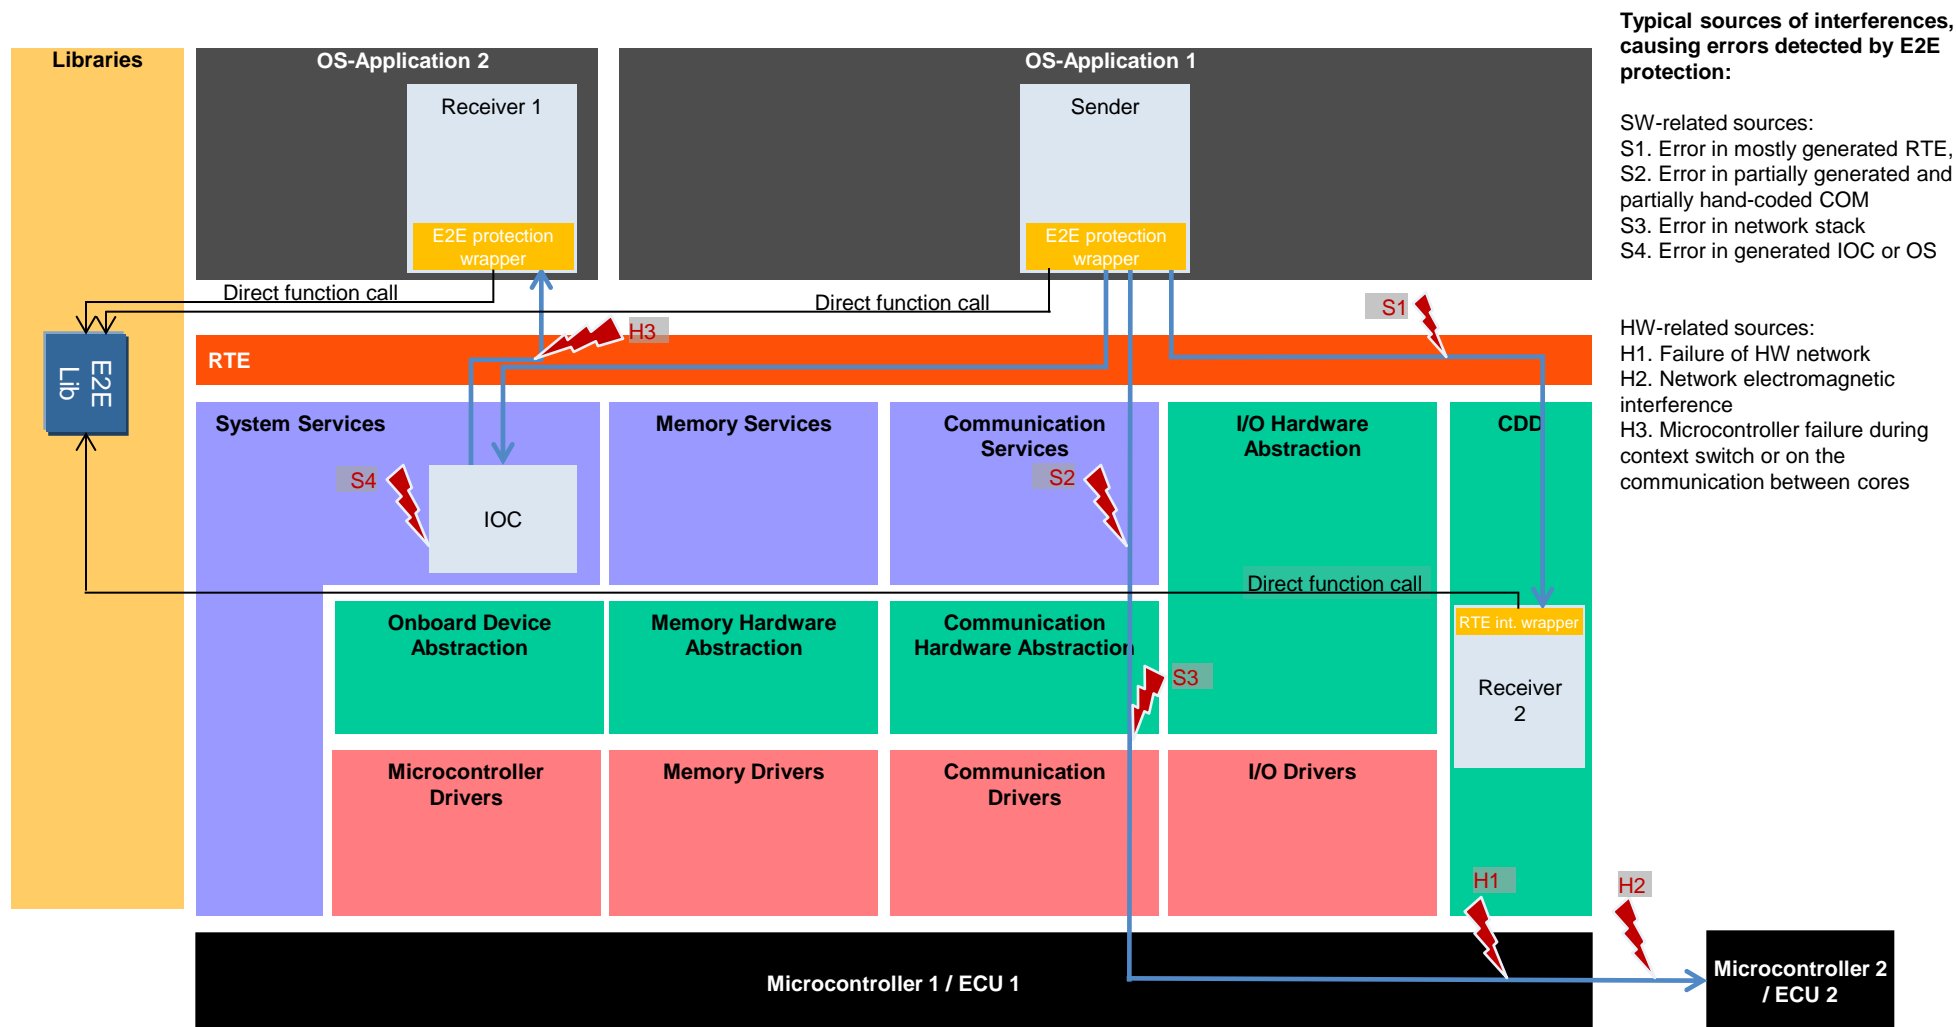 Typical sources of interferences,
causing errors detected by E2E
protection:
SW-related sources:
S1. Error in mostly generated RTE,
S2. Error in partially generated and
partially hand-coded COM
S3. Error in network stack
S4. Error in generated IOC or OS
HW-related sources:
H1. Failure of HW network
H2. Network electromagnetic
interference
H3. Microcontroller failure during
context switch or on the
communication between cores
Libraries
OS-Application 2
OS-Application 1
Receiver 1
Sender
E2E protection
wrapper
E2E protection
wrapper
Direct function call
Direct function call
S1
H3
E2E
Lib
RTE
System Services
Memory Services
Communication
Services
I/O Hardware
Abstraction
CDD
S4
IOC
S2
Direct function call
Onboard Device
Abstraction
Memory Hardware
Abstraction
Communication
Hardware Abstraction
RTE int. wrapper
S3
Receiver
2
Microcontroller
Drivers
Memory Drivers
Communication
Drivers
I/O Drivers
H1
H2
Microcontroller 1 / ECU 1
Microcontroller 2
/ ECU 2